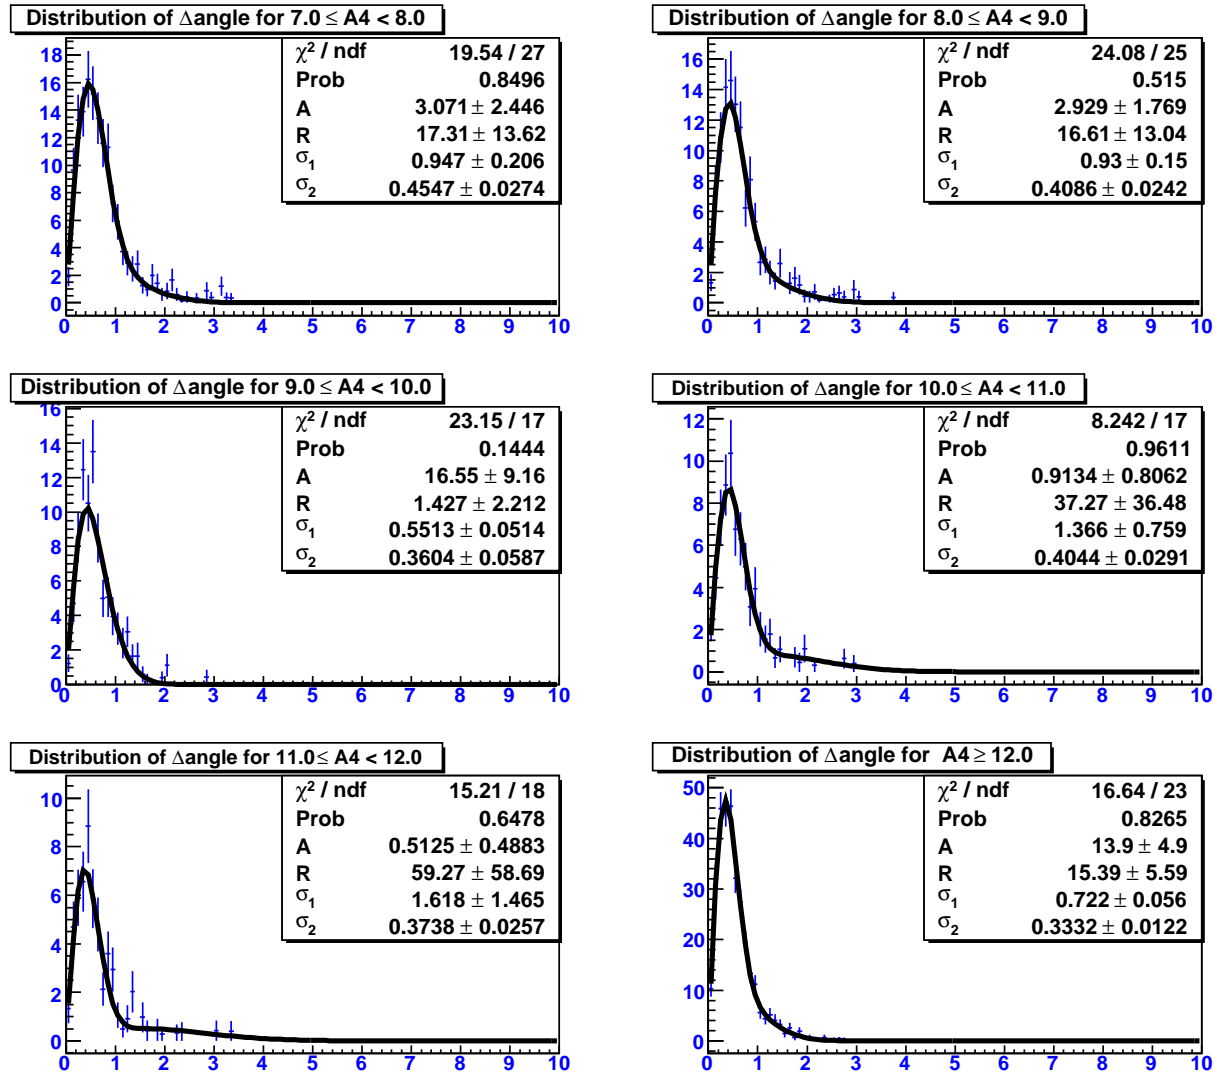 Distribution of Δangle for 7.0 ≤ A4 < 8.0
χ² / ndf 19.54 / 27
Prob 0.8496
A 3.071 ± 2.446
R 17.31 ± 13.62
σ₁ 0.947 ± 0.206
σ₂ 0.4547 ± 0.0274
18
16
14
12
10
8
6
4
2
0
0 1 2 3 4 5 6 7 8 9 10
Distribution of Δangle for 8.0 ≤ A4 < 9.0
χ² / ndf 24.08 / 25
Prob 0.515
A 2.929 ± 1.769
R 16.61 ± 13.04
σ₁ 0.93 ± 0.15
σ₂ 0.4086 ± 0.0242
16
14
12
10
8
6
4
2
0
0 1 2 3 4 5 6 7 8 9 10
Distribution of Δangle for 9.0 ≤ A4 < 10.0
χ² / ndf 23.15 / 17
Prob 0.1444
A 16.55 ± 9.16
R 1.427 ± 2.212
σ₁ 0.5513 ± 0.0514
σ₂ 0.3604 ± 0.0587
16
14
12
10
8
6
4
2
0
0 1 2 3 4 5 6 7 8 9 10
Distribution of Δangle for 10.0 ≤ A4 < 11.0
χ² / ndf 8.242 / 17
Prob 0.9611
A 0.9134 ± 0.8062
R 37.27 ± 36.48
σ₁ 1.366 ± 0.759
σ₂ 0.4044 ± 0.0291
12
10
8
6
4
2
0
0 1 2 3 4 5 6 7 8 9 10
Distribution of Δangle for 11.0 ≤ A4 < 12.0
χ² / ndf 15.21 / 18
Prob 0.6478
A 0.5125 ± 0.4883
R 59.27 ± 58.69
σ₁ 1.618 ± 1.465
σ₂ 0.3738 ± 0.0257
10
8
6
4
2
0
0 1 2 3 4 5 6 7 8 9 10
Distribution of Δangle for A4 ≥ 12.0
χ² / ndf 16.64 / 23
Prob 0.8265
A 13.9 ± 4.9
R 15.39 ± 5.59
σ₁ 0.722 ± 0.056
σ₂ 0.3332 ± 0.0122
50
40
30
20
10
0
0 1 2 3 4 5 6 7 8 9 10